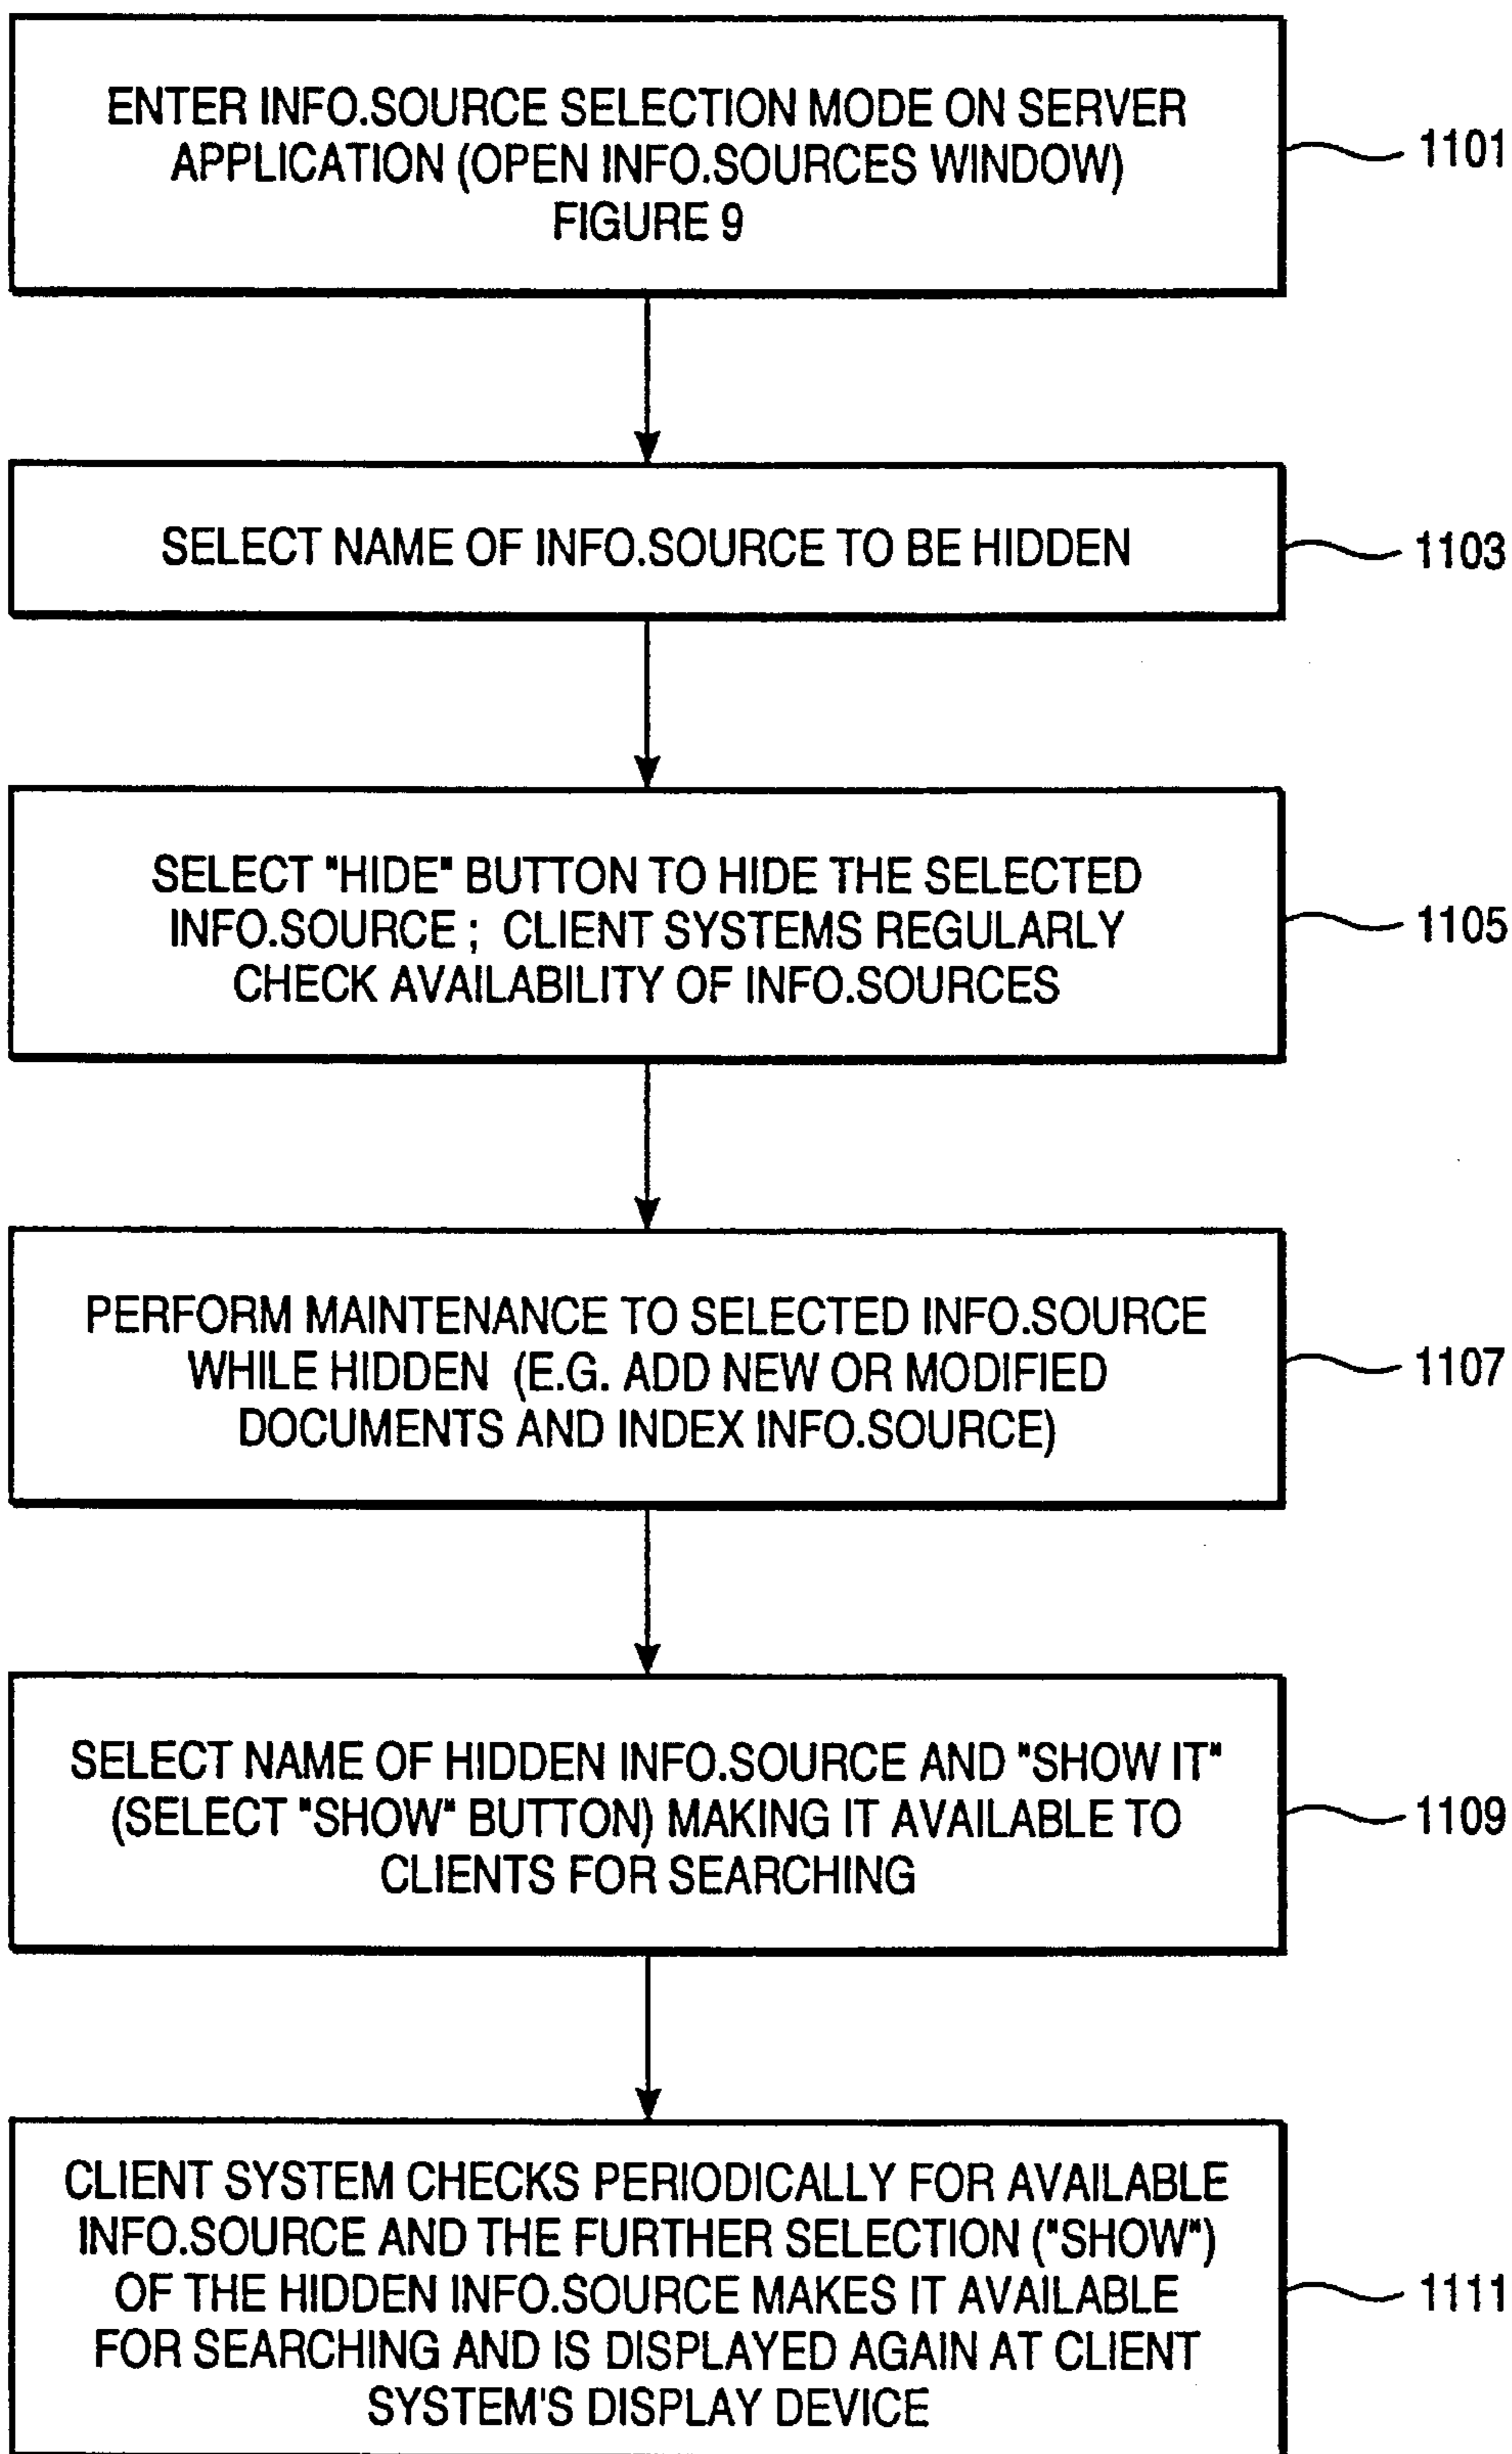 ENTER INFO.SOURCE SELECTION MODE ON SERVER
APPLICATION (OPEN INFO.SOURCES WINDOW)
FIGURE 9
1101
SELECT NAME OF INFO.SOURCE TO BE HIDDEN
1103
SELECT "HIDE" BUTTON TO HIDE THE SELECTED
INFO.SOURCE ; CLIENT SYSTEMS REGULARLY
CHECK AVAILABILITY OF INFO.SOURCES
1105
PERFORM MAINTENANCE TO SELECTED INFO.SOURCE
WHILE HIDDEN (E.G. ADD NEW OR MODIFIED
DOCUMENTS AND INDEX INFO.SOURCE)
1107
SELECT NAME OF HIDDEN INFO.SOURCE AND "SHOW IT"
(SELECT "SHOW" BUTTON) MAKING IT AVAILABLE TO
CLIENTS FOR SEARCHING
1109
CLIENT SYSTEM CHECKS PERIODICALLY FOR AVAILABLE
INFO.SOURCE AND THE FURTHER SELECTION ("SHOW")
OF THE HIDDEN INFO.SOURCE MAKES IT AVAILABLE
FOR SEARCHING AND IS DISPLAYED AGAIN AT CLIENT
SYSTEM'S DISPLAY DEVICE
1111